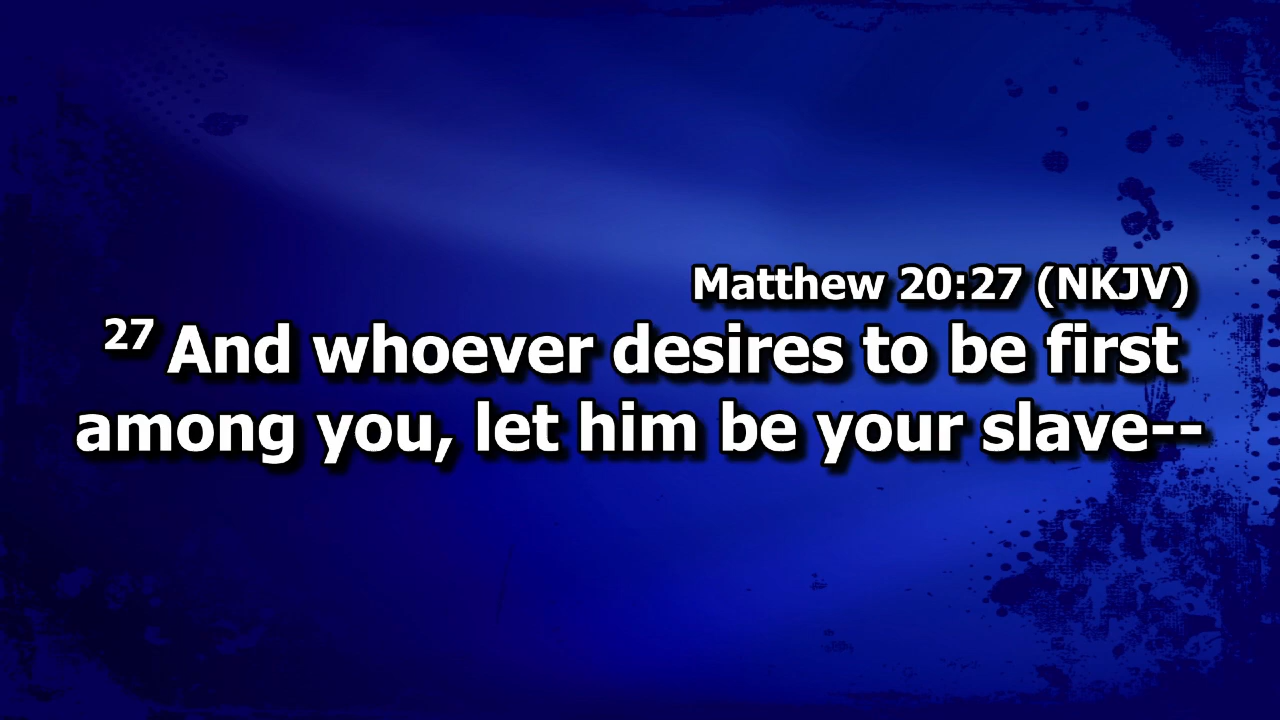 Matthew 20:27 (NKJV)
27 And whoever desires to be first
among you, let him be your slave--